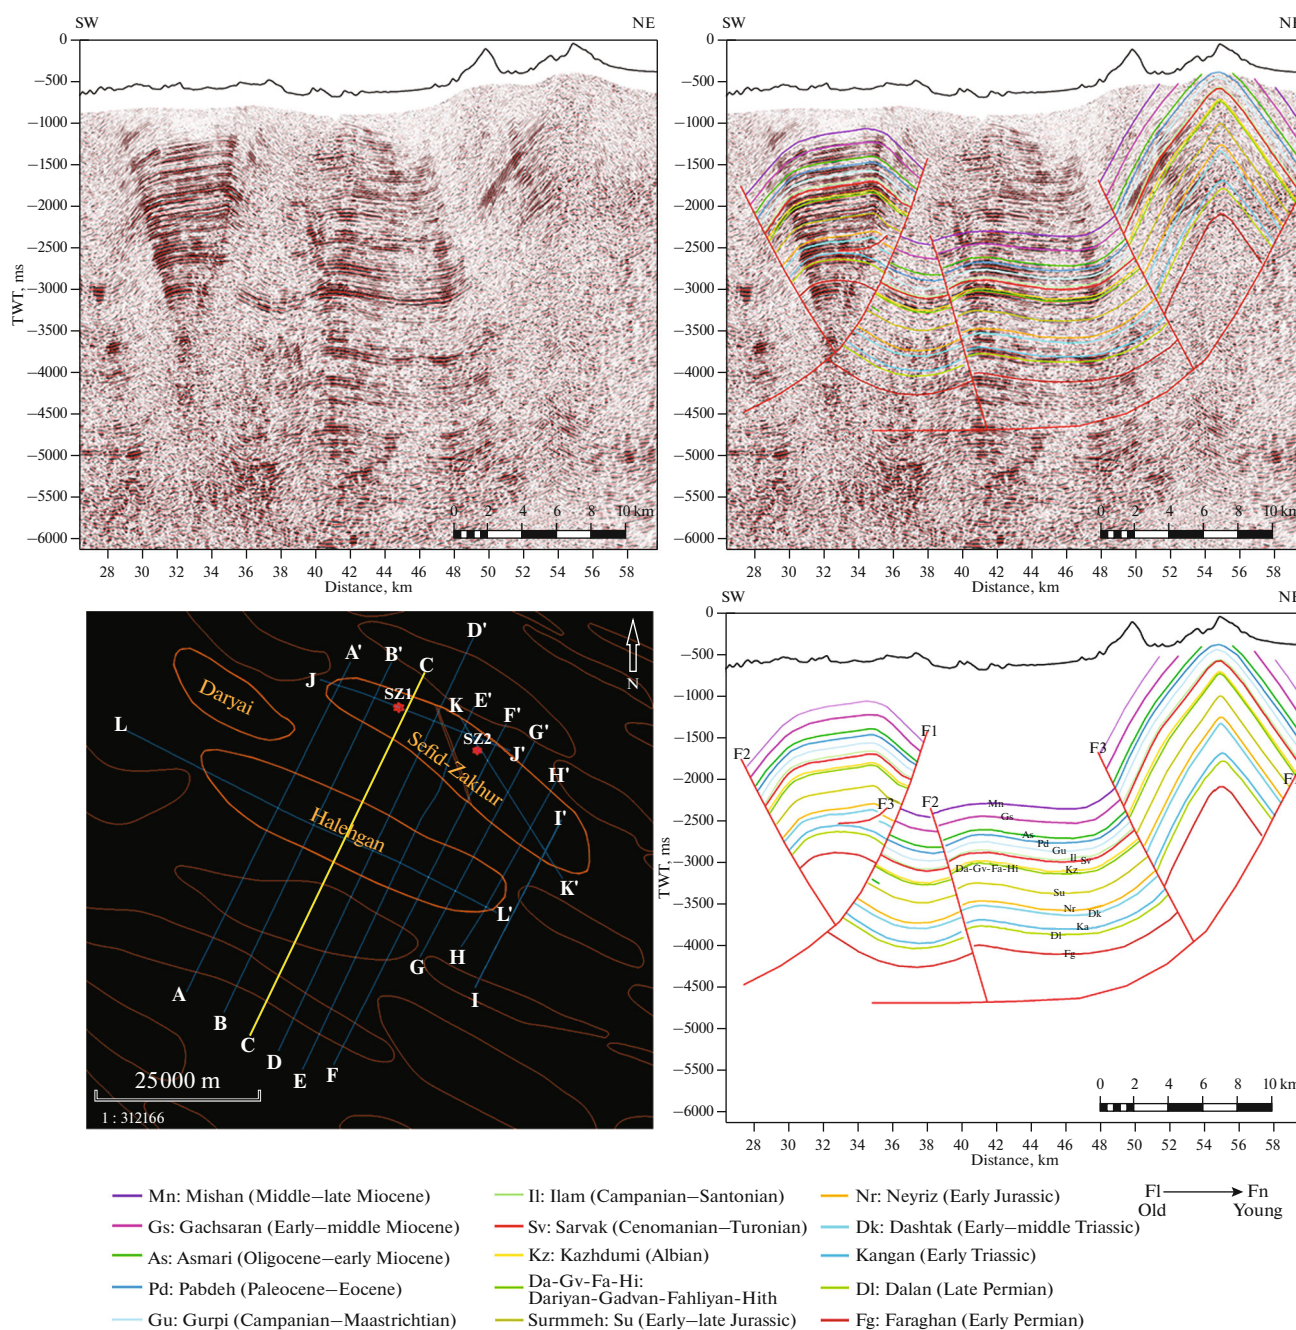 SW
NE
0
−500
−1000
−1500
−2000
−2500
−3000
−3500
−4000
−4500
−5000
−5500
−6000
TWT, ms
0 2 4 6 8 10 km
28 30 32 34 36 38 40 42 44 46 48 50 52 54 56 58
Distance, km
SW
NE
0
−500
−1000
−1500
−2000
−2500
−3000
−3500
−4000
−4500
−5000
−5500
−6000
0 2 4 6 8 10 km
28 30 32 34 36 38 40 42 44 46 48 50 52 54 56 58
Distance, km
D'
B'
A'
C
J
N
SZ1
K
E'
F'
G'
Daryai
L
SZ2
J'
Sefid-Zakhur
H'
I'
Halehgan
K'
L'
H
G
A
I
B
C
D
E
F
25000 m
1 : 312166
SW
NE
0
−500
−1000
−1500
−2000
−2500
−3000
−3500
−4000
−4500
−5000
−5500
−6000
TWT, ms
F1
F2
F3
F3
F2
Mn
Gs
As
Pd
Gu
Il
Sv
Da-Gv-Fa-Hi
Kz
Su
Nr
Dk
Ka
Dl
Fg
0 2 4 6 8 10 km
28 30 32 34 36 38 40 42 44 46 48 50 52 54 56 58
Distance, km
Mn: Mishan (Middle−late Miocene)
Gs: Gachsaran (Early−middle Miocene)
As: Asmari (Oligocene−early Miocene)
Pd: Pabdeh (Paleocene−Eocene)
Gu: Gurpi (Campanian−Maastrichtian)
Il: Ilam (Campanian−Santonian)
Sv: Sarvak (Cenomanian−Turonian)
Kz: Kazhdumi (Albian)
Da-Gv-Fa-Hi:
Dariyan-Gadvan-Fahliyan-Hith
Surmmeh: Su (Early−late Jurassic)
Nr: Neyriz (Early Jurassic)
Dk: Dashtak (Early−middle Triassic)
Kangan (Early Triassic)
Dl: Dalan (Late Permian)
Fg: Faraghan (Early Permian)
Fl Fn
Old Young